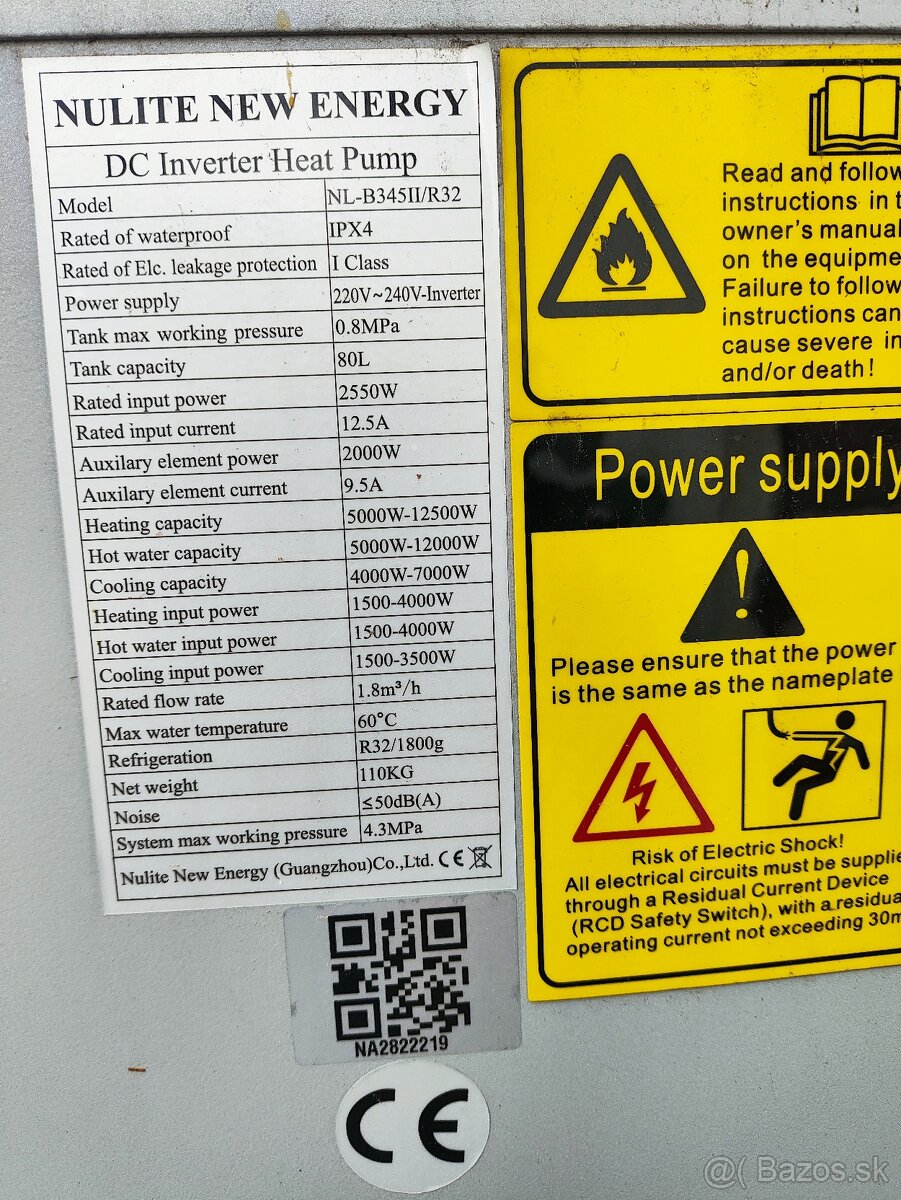 NULITE NEW ENERGY
DC Inverter Heat Pump
Model NL-B345II/R32
Rated of waterproof IPX4
Rated of Elc. leakage protection I Class
Power supply 220V~240V-Inverter
Tank max working pressure 0.8MPa
Tank capacity 80L
Rated input power 2550W
Rated input current 12.5A
Auxilary element power 2000W
Auxilary element current 9.5A
Heating capacity 5000W-12500W
Hot water capacity 5000W-12000W
Cooling capacity 4000W-7000W
Heating input power 1500-4000W
Hot water input power 1500-4000W
Cooling input power 1500-3500W
Rated flow rate 1.8m³/h
Max water temperature 60°C
Refrigeration R32/1800g
Net weight 110KG
Noise ≤50dB(A)
System max working pressure 4.3MPa
Nulite New Energy (Guangzhou)Co.,Ltd. CE
NA2822219
CE
Read and follow
instructions in t
owner's manual
on the equipme
Failure to follow
instructions can
cause severe in
and/or death!
Power supply
Please ensure that the power
is the same as the nameplate
Risk of Electric Shock!
All electrical circuits must be supplie
through a Residual Current Device
(RCD Safety Switch), with a residua
operating current not exceeding 30m
@( Bazos.sk